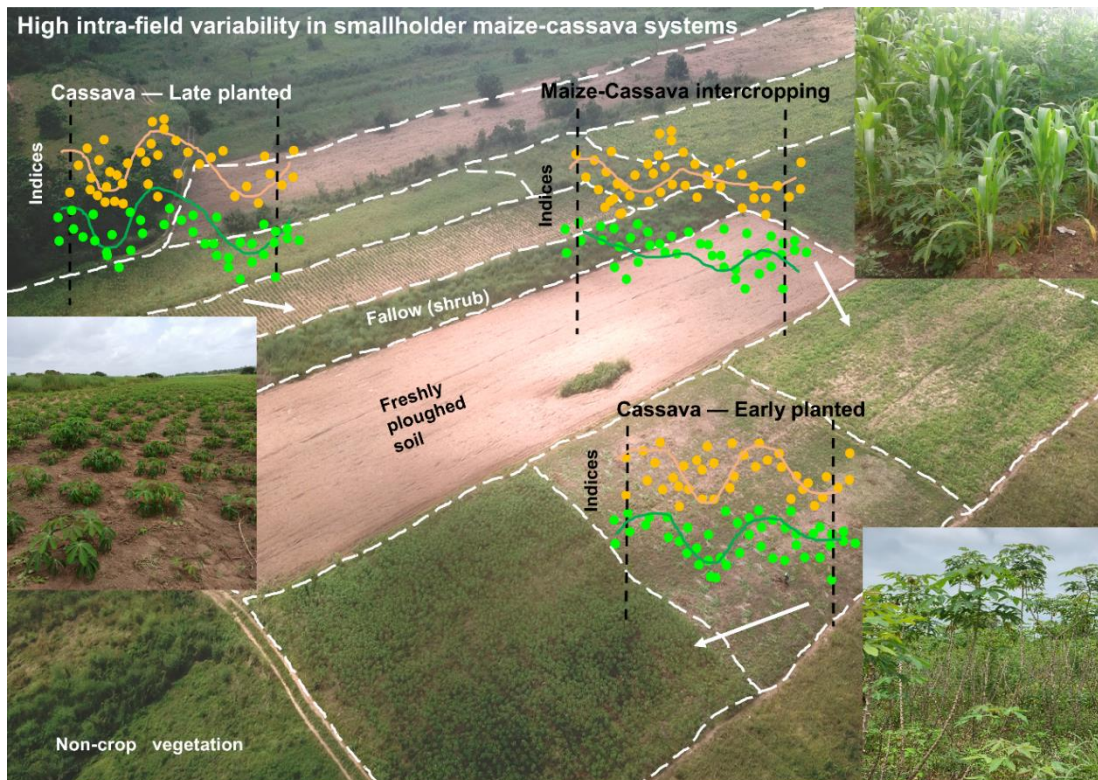 High intra-field variability in smallholder maize-cassava systems
Cassava — Late planted
Maize-Cassava intercropping
Indices
Indices
Fallow (shrub)
Freshly
ploughed
soil
Cassava — Early planted
Indices
Non-crop vegetation